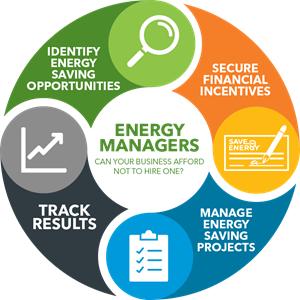 IDENTIFY
ENERGY
SAVING
OPPORTUNITIES
SECURE
FINANCIAL
INCENTIVES
SAVE
ENERGY
ENERGY
MANAGERS
CAN YOUR BUSINESS AFFORD
NOT TO HIRE ONE?
TRACK
RESULTS
MANAGE
ENERGY
SAVING
PROJECTS